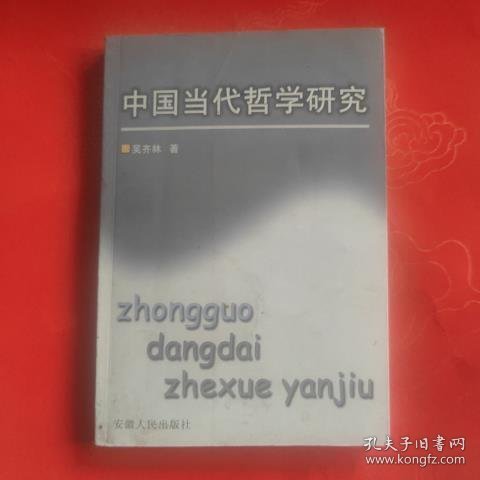 中国当代哲学研究
吴齐林 著
zhongguo
dangdai
zhexue yanjiu
安徽人民出版社
孔夫子旧书网
www.kongfz.com